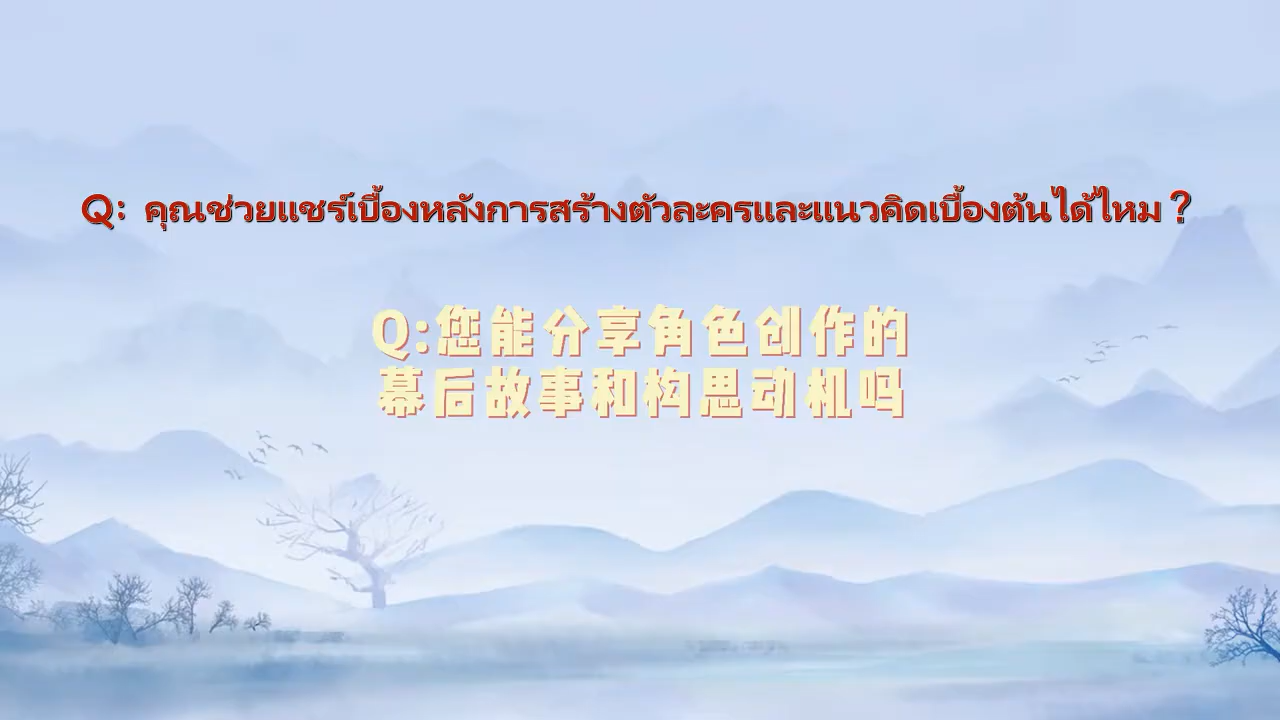 Q: คุณช่วยแชร์เบื้องหลังการสร้างตัวละครและแนวคิดเบื้องต้นได้ไหม ?
Q:您能分享角色创作的
幕后故事和构思动机吗